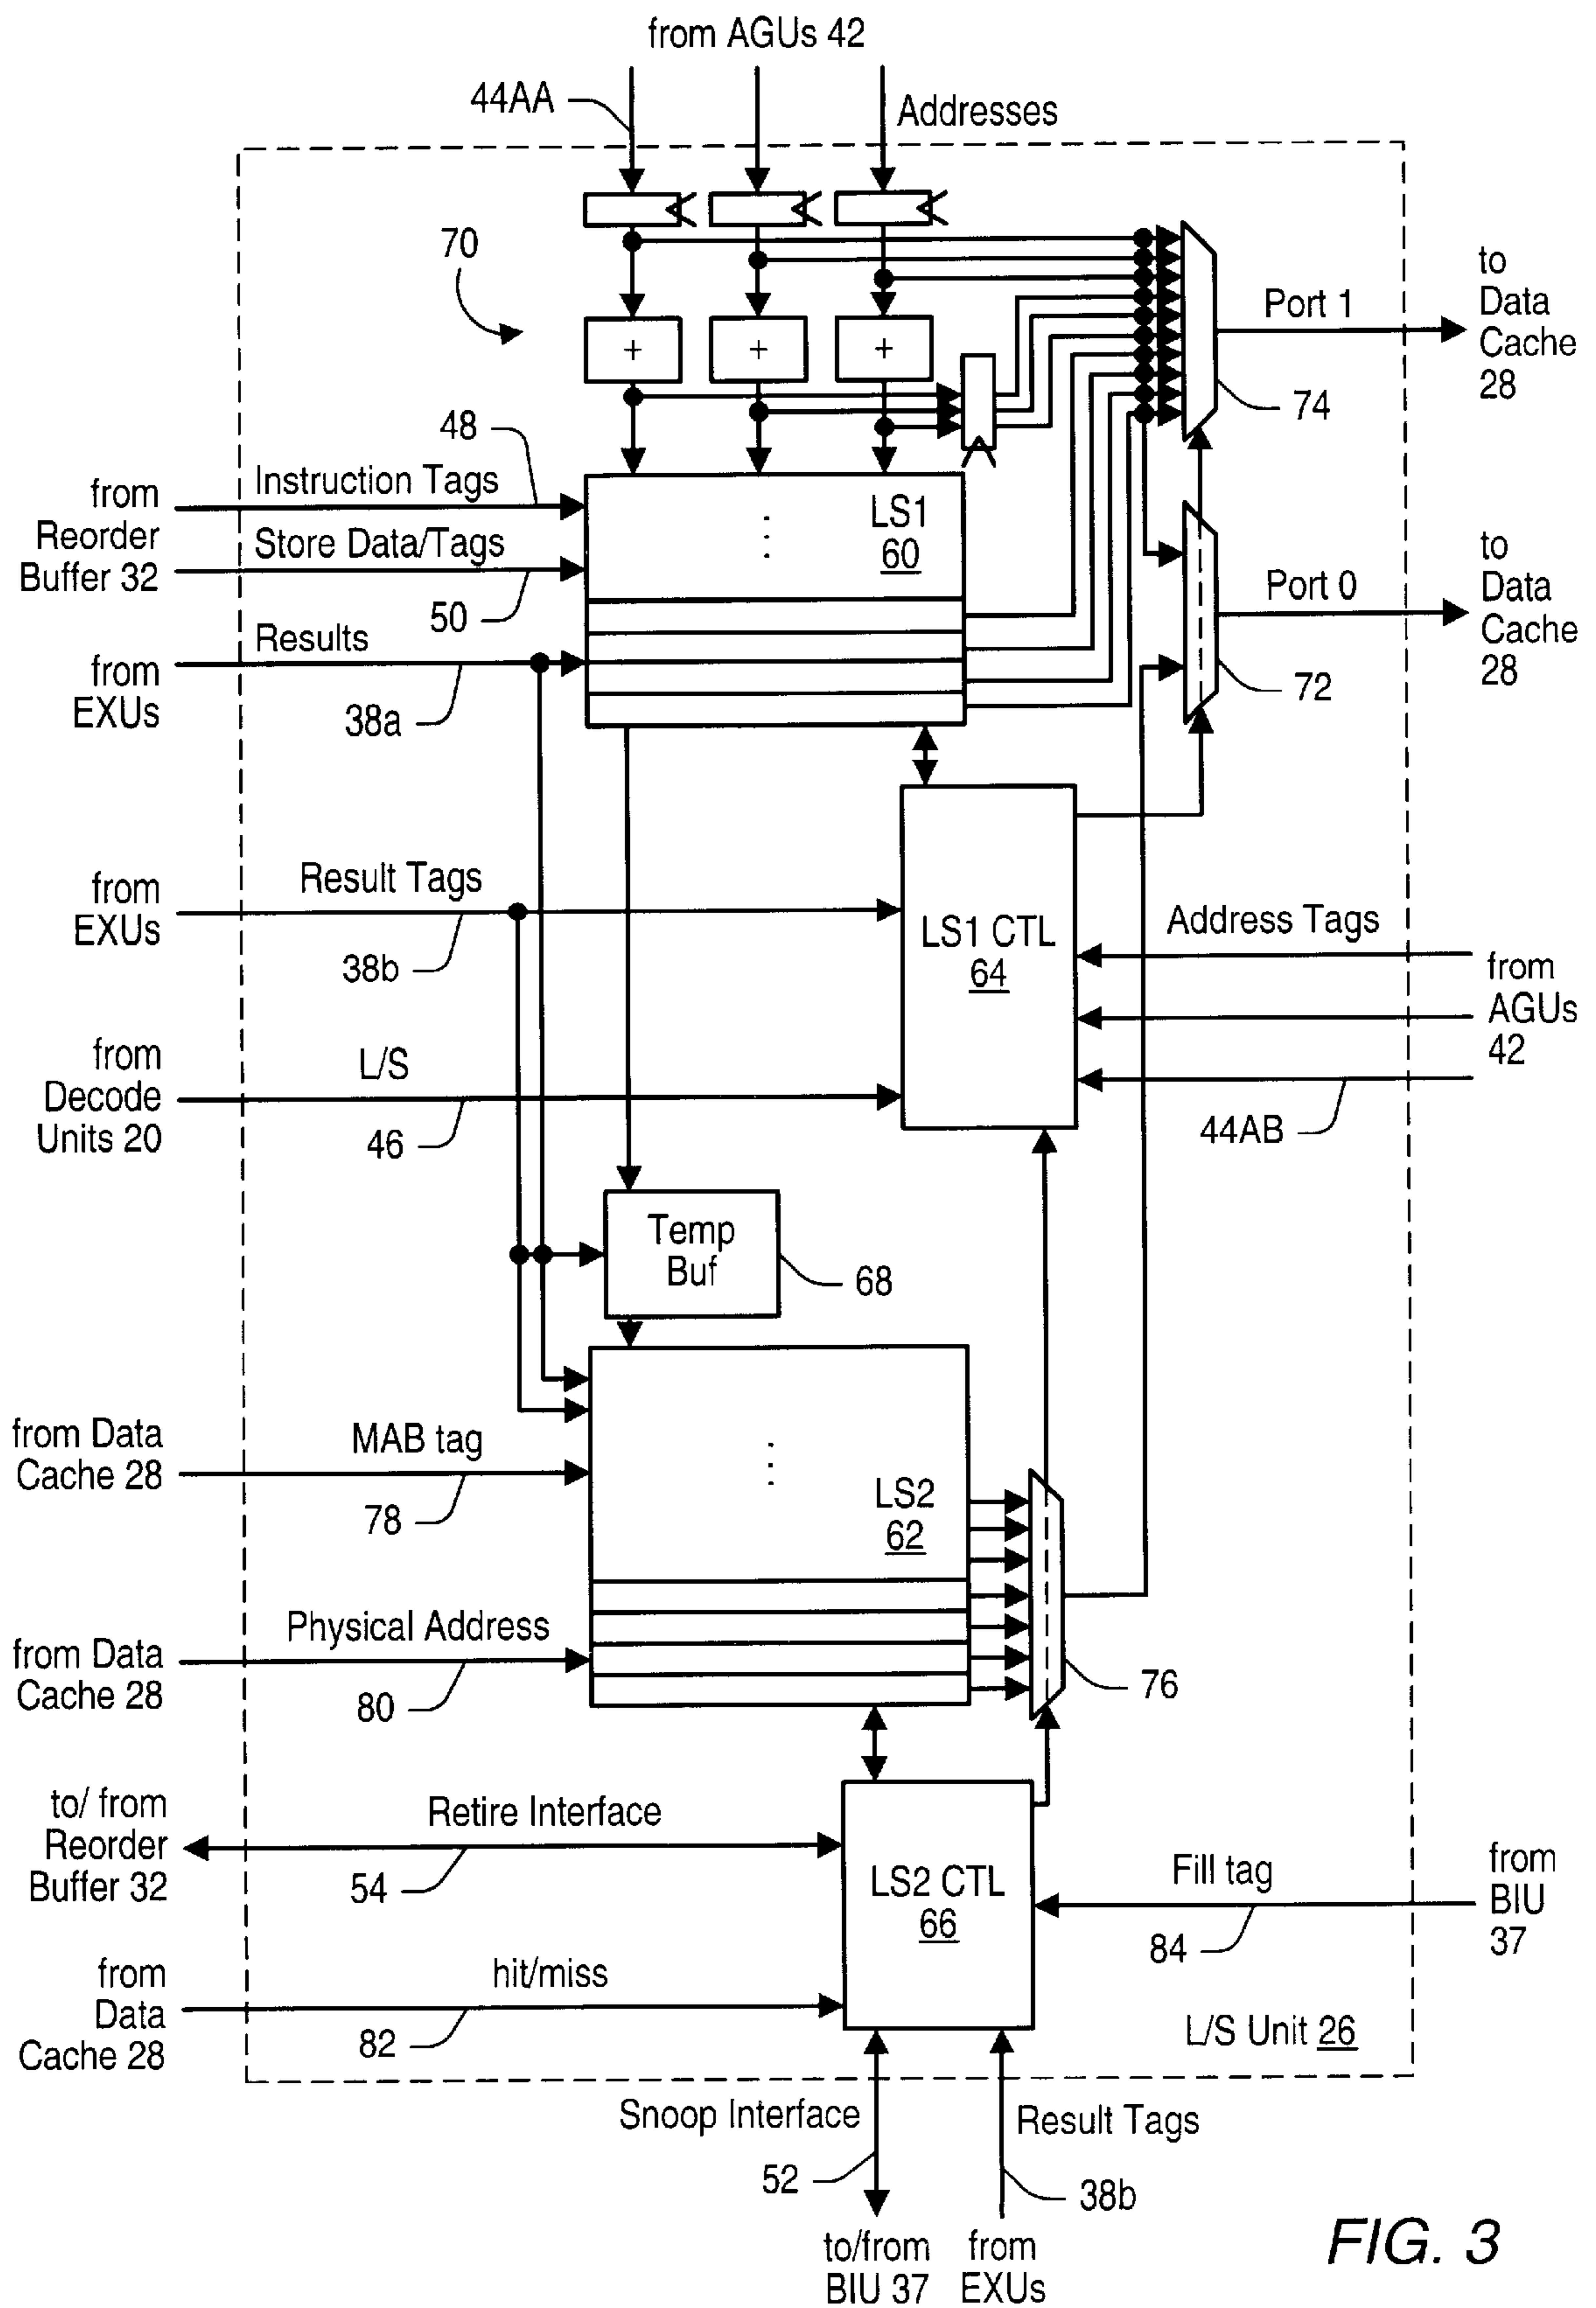 from AGUs 42
44AA
Addresses
70
+
+
+
to
Data
Cache
28
Port 1
74
48
Instruction Tags
from
Reorder
Buffer 32
Store Data/Tags
50
LS1
60
to
Data
Cache
28
Port 0
72
Results
from
EXUs
38a
Result Tags
from
EXUs
38b
LS1 CTL
64
Address Tags
from
AGUs
42
44AB
from
Decode
Units 20
L/S
46
Temp
Buf
68
from Data
Cache 28
MAB tag
78
LS2
62
76
Physical Address
from Data
Cache 28
80
to/ from
Reorder
Buffer 32
Retire Interface
54
LS2 CTL
66
Fill tag
84
from
BIU
37
from
Data
Cache 28
hit/miss
82
L/S Unit 26
Snoop Interface
52
Result Tags
38b
to/from
BIU 37
from
EXUs
FIG. 3